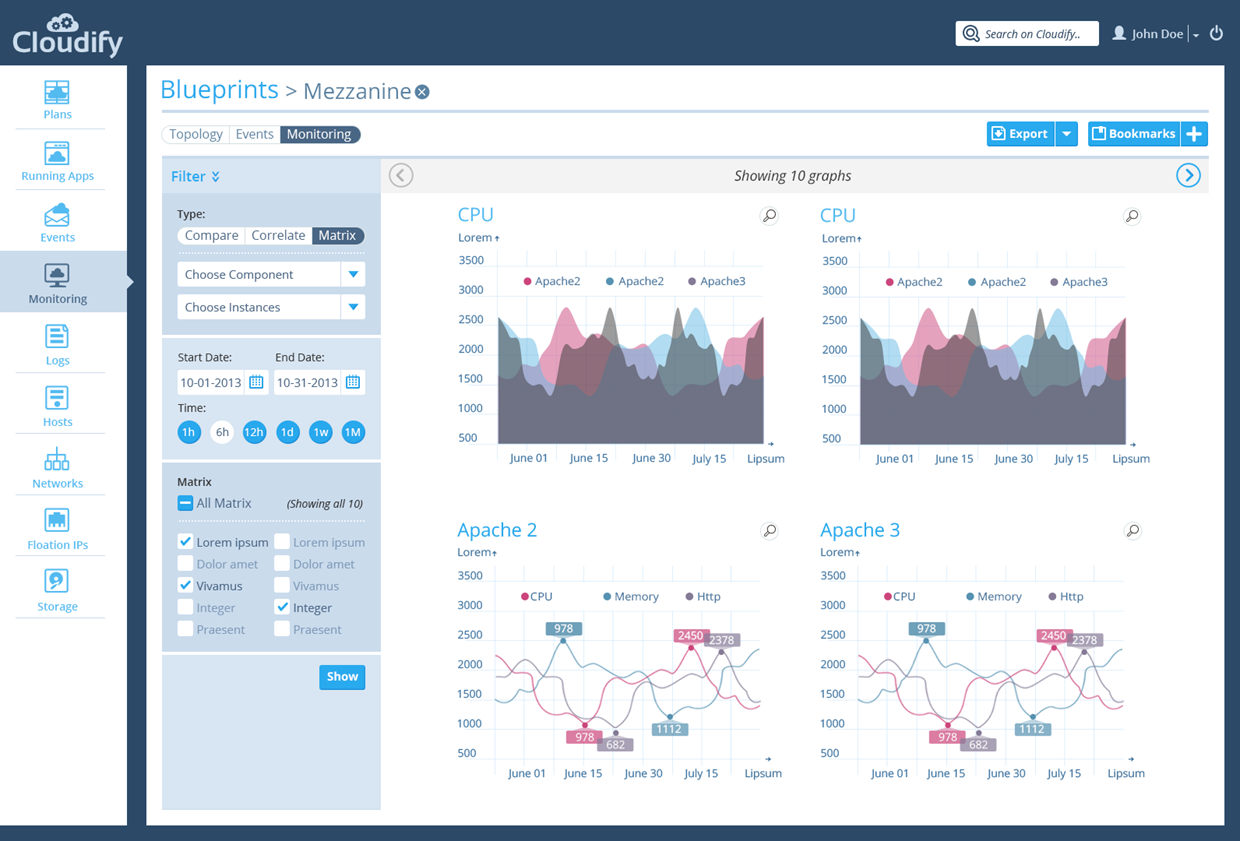 Cloudify
Search on Cloudify..
John Doe
Plans
Running Apps
Events
Monitoring
Logs
Hosts
Networks
Floation IPs
Storage
Blueprints > Mezzanine
Topology Events Monitoring
Export
Bookmarks
Filter
Showing 10 graphs
Type:
Compare Correlate Matrix
Choose Component
Choose Instances
Start Date: End Date:
10-01-2013 10-31-2013
Time:
1h 6h 12h 1d 1w 1M
Matrix
All Matrix (Showing all 10)
Lorem ipsum Lorem ipsum
Dolor amet Dolor amet
Vivamus Vivamus
Integer Integer
Praesent Praesent
Show
CPU
Lorem
3500
Apache2 Apache2 Apache3
3000
2500
2000
1500
1000
500
June 01 June 15 June 30 July 15 Lipsum
CPU
Lorem
3500
Apache2 Apache2 Apache3
3000
2500
2000
1500
1000
500
June 01 June 15 June 30 July 15 Lipsum
Apache 2
Lorem
3500
CPU Memory Http
3000
978
2450
2378
2500
2000
1500
1000
1112
978
682
500
June 01 June 15 June 30 July 15 Lipsum
Apache 3
Lorem
3500
CPU Memory Http
3000
978
2450
2378
2500
2000
1500
1000
1112
978
682
500
June 01 June 15 June 30 July 15 Lipsum